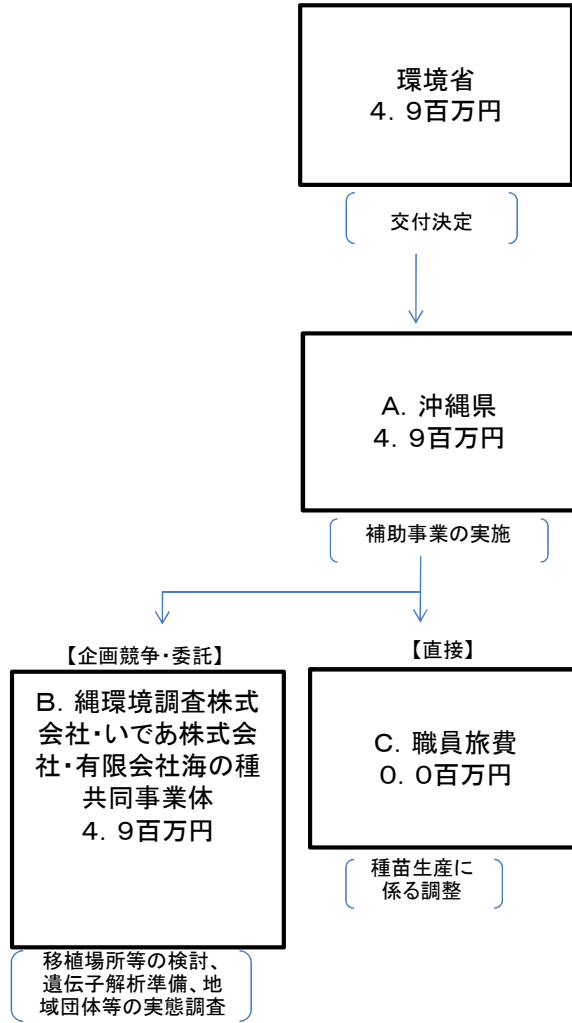 環境省
４．９百万円
交付決定
A．沖縄県
４．９百万円
補助事業の実施
【企画競争・委託】
B．縄環境調査株式
会社・いであ株式会
社・有限会社海の種
共同事業体
４．９百万円
移植場所等の検討、
遺伝子解析準備、地
域団体等の実態調査
【直接】
C．職員旅費
０．０百万円
種苗生産に
係る調整